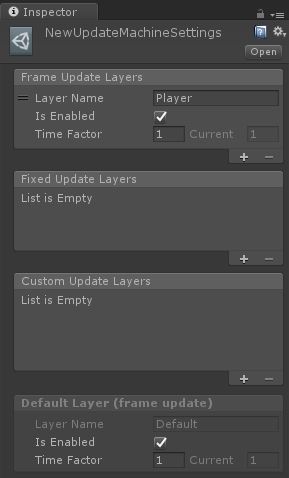 Inspector
NewUpdateMachineSettings
Open
Frame Update Layers
Layer Name Player
Is Enabled
Time Factor 1 Current 1
+ −
Fixed Update Layers
List is Empty
+ −
Custom Update Layers
List is Empty
+ −
Default Layer (frame update)
Layer Name Default
Is Enabled
Time Factor 1 Current 1